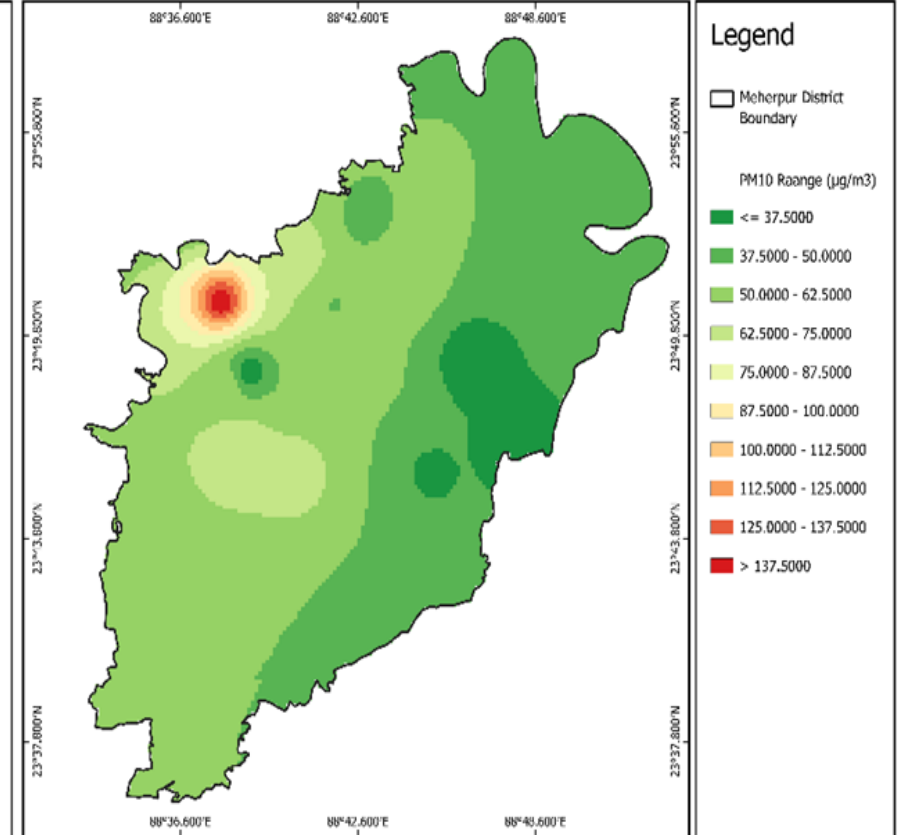 88°36.600'E 88°42.600'E 88°48.600'E
Legend
Meherpur District
Boundary
PM10 Raange (µg/m3)
<= 37.5000
37.5000 - 50.0000
50.0000 - 62.5000
62.5000 - 75.0000
75.0000 - 87.5000
87.5000 - 100.0000
100.0000 - 112.5000
112.5000 - 125.0000
125.0000 - 137.5000
> 137.5000
23°55.800'N
23°49.800'N
23°43.800'N
23°37.800'N
23°55.800'N
23°49.800'N
23°43.800'N
23°37.800'N
88°36.600'E 88°42.600'E 88°48.600'E